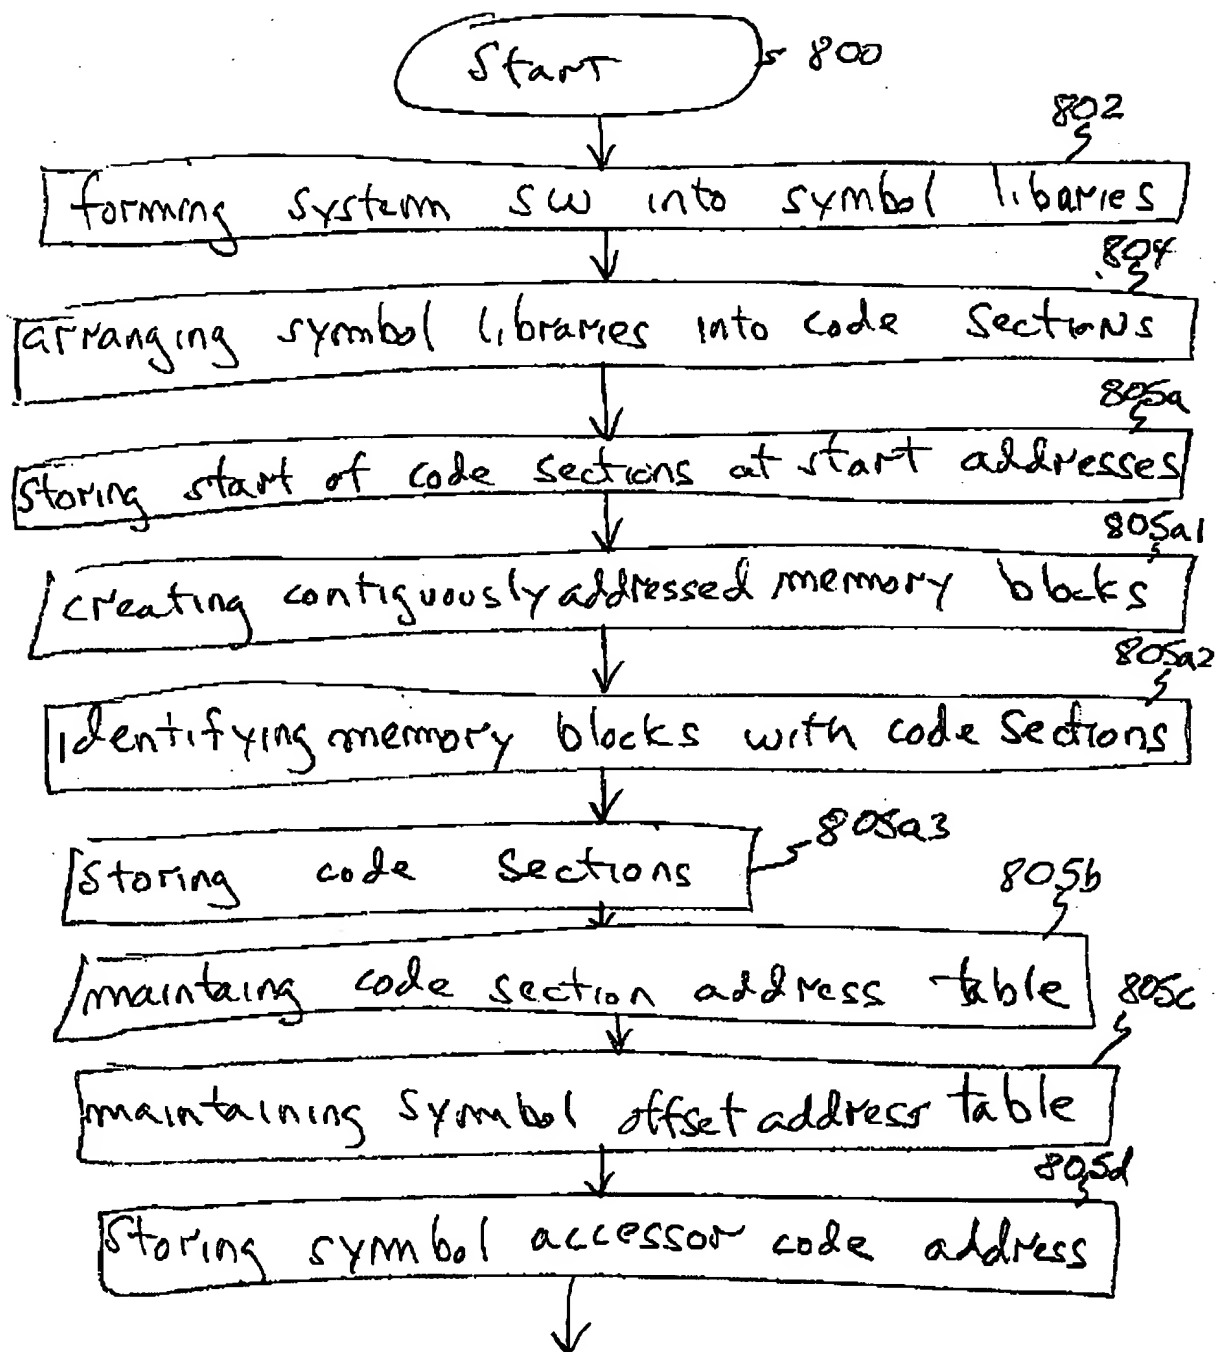 Start 800
802
forming system SW into symbol libaries
804
arranging symbol libraries into code sections
805a
storing start of code sections at start addresses
805a1
creating contiguously addressed memory blocks
805a2
identifying memory blocks with code sections
805a3
storing code sections
805b
maintaing code section address table
805c
maintaining symbol offset address table
805d
storing symbol accessor code address